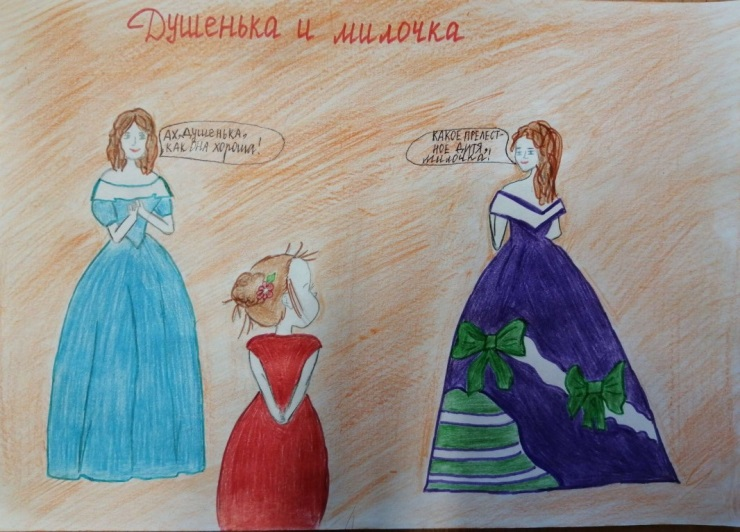 Душенька и милочка
АХ, ДУШЕНЬКА,
КАК ОНА ХОРОША!
КАКОЕ ПРЕЛЕСТ-
НОЕ ДИТЯ,
МИЛОЧКА!